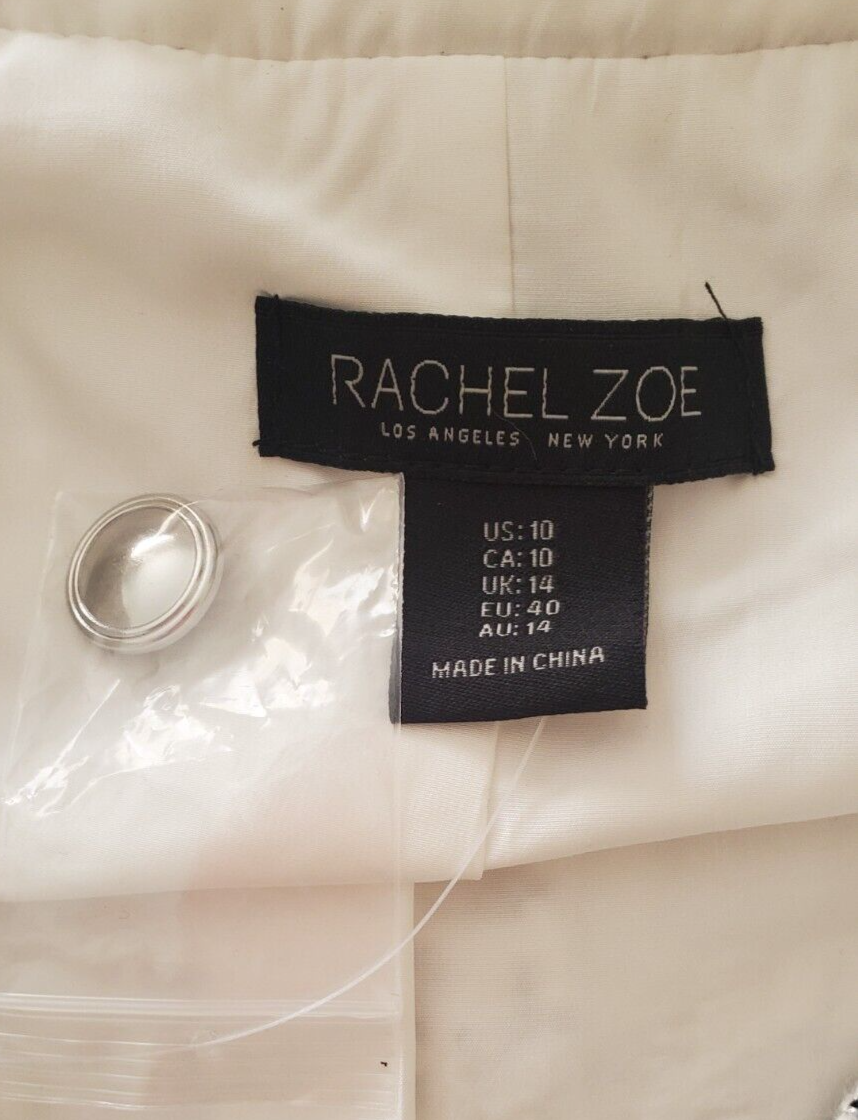 RACHEL ZOE
LOS ANGELES NEW YORK
US: 10
CA: 10
UK: 14
EU: 40
AU: 14
MADE IN CHINA